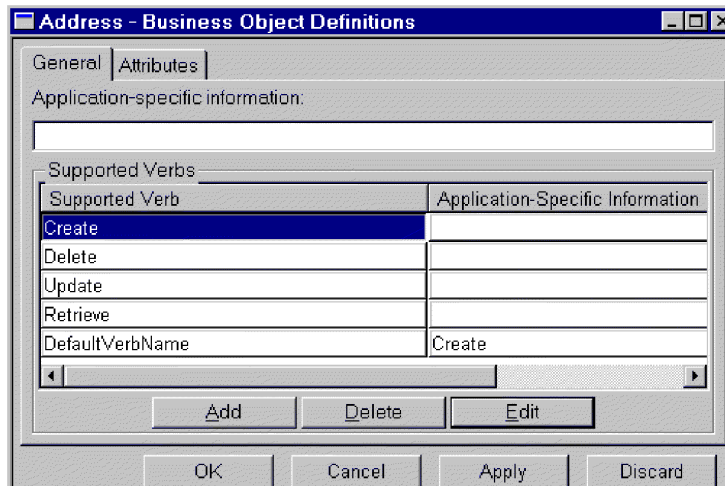 Address - Business Object Definitions
General Attributes
Application-specific information:
Supported Verbs
Supported Verb Application-Specific Information
Create
Delete
Update
Retrieve
DefaultVerbName Create
Add Delete Edit
OK Cancel Apply Discard